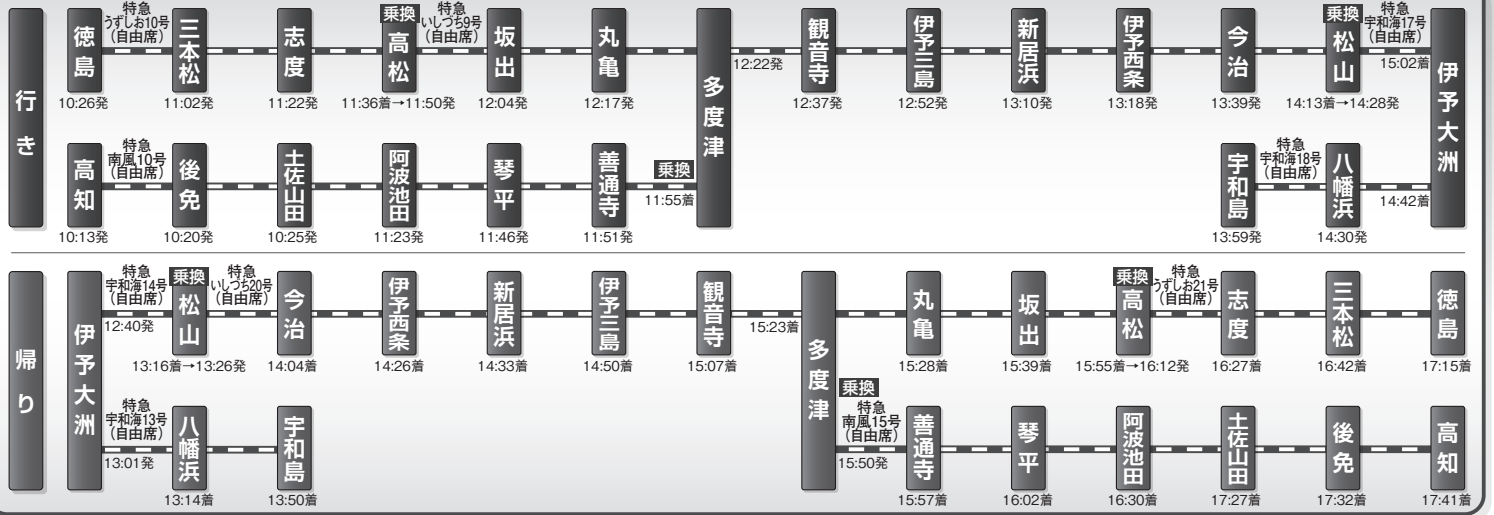 行き
徳島
10:26発
特急
うずしお10号
（自由席）
三本松
11:02発
志度
11:22発
乗換
高松
11:36着→11:50発
特急
いしづち9号
（自由席）
坂出
12:04発
丸亀
12:17発
多度津
12:22発
観音寺
12:37発
伊予三島
12:52発
新居浜
13:10発
伊予西条
13:18発
今治
13:39発
乗換
松山
14:13着→14:28発
特急
宇和海17号
（自由席）
15:02着
伊予大洲
高知
10:13発
特急
南風10号
（自由席）
後免
10:20発
土佐山田
10:25発
阿波池田
11:23発
琴平
11:46発
善通寺
11:51発
乗換
11:55着
宇和島
13:59発
特急
宇和海18号
（自由席）
八幡浜
14:30発
14:42着
帰り
伊予大洲
特急
宇和海14号
（自由席）
12:40発
乗換
松山
13:16着→13:26発
特急
いしづち20号
（自由席）
今治
14:04着
伊予西条
14:26着
新居浜
14:33着
伊予三島
14:50着
観音寺
15:07着
15:23着
多度津
丸亀
15:28着
坂出
15:39着
乗換
高松
15:55着→16:12発
特急
うずしお21号
（自由席）
志度
16:27着
三本松
16:42着
徳島
17:15着
特急
宇和海13号
（自由席）
13:01発
八幡浜
13:14着
宇和島
13:50着
乗換
特急
南風15号
（自由席）
15:50発
善通寺
15:57着
琴平
16:02着
阿波池田
16:30着
土佐山田
17:27着
後免
17:32着
高知
17:41着